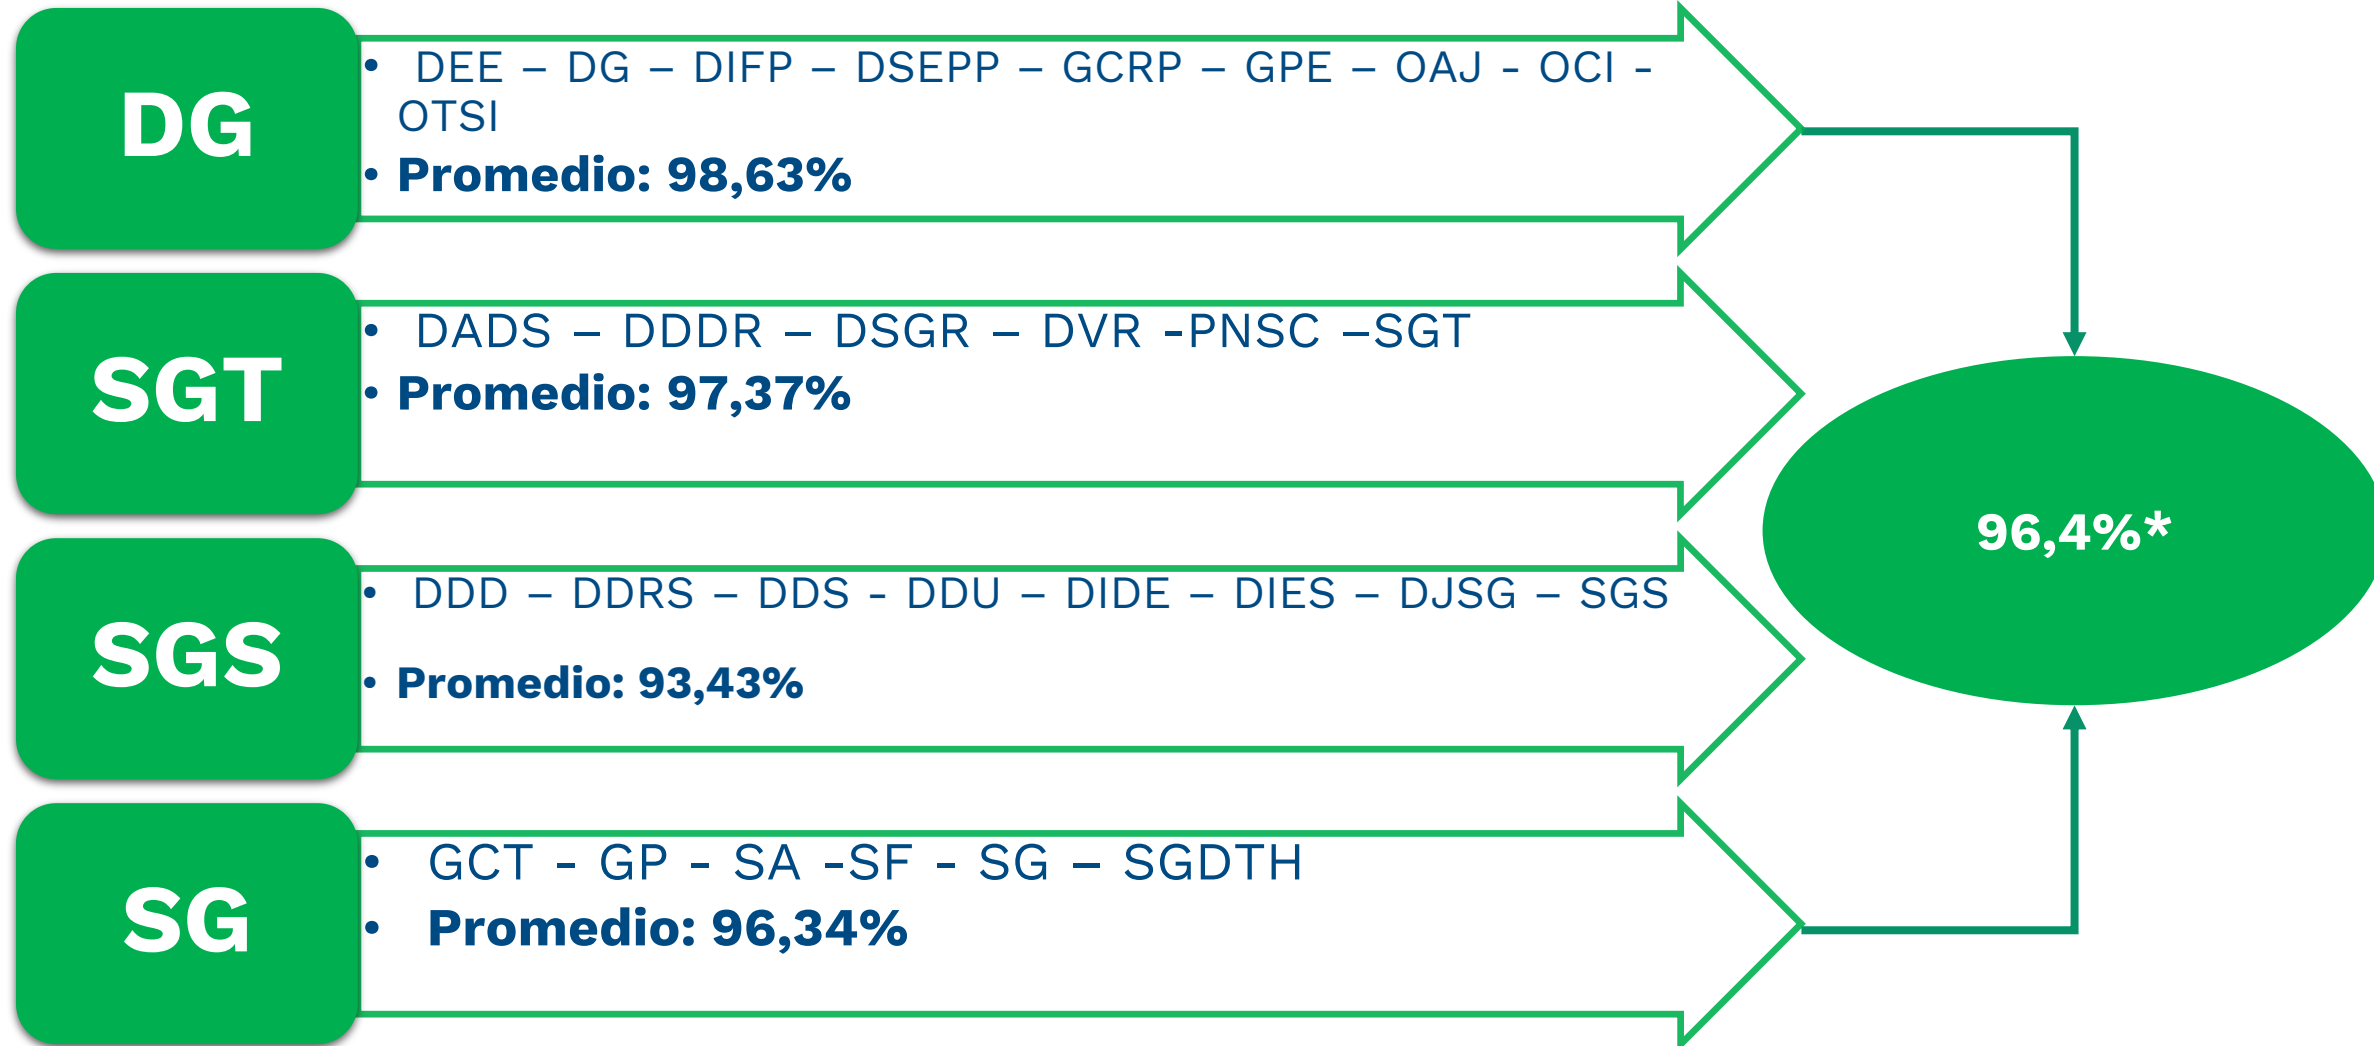 DG
• DEE – DG – DIFP – DSEPP – GCRP – GPE – OAJ - OCI -
OTSI
• Promedio: 98,63%
SGT
• DADS – DDDR – DSGR – DVR -PNSC –SGT
• Promedio: 97,37%
96,4%*
SGS
• DDD – DDRS – DDS - DDU – DIDE – DIES – DJSG – SGS
• Promedio: 93,43%
SG
• GCT - GP - SA -SF - SG – SGDTH
• Promedio: 96,34%